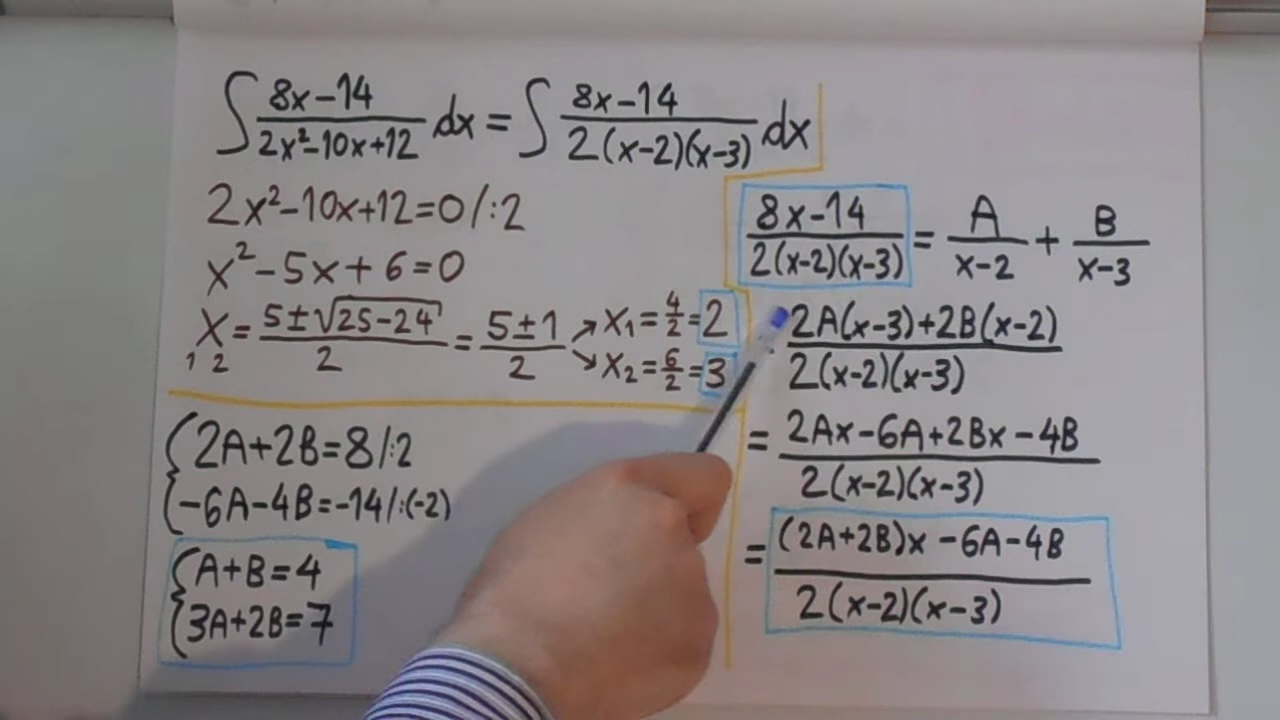 ∫ (8x-14)/(2x²-10x+12) dx = ∫ (8x-14)/(2(x-2)(x-3)) dx
2x²-10x+12=0/:2
x²-5x+6=0
x₁₂ = (5±√(25-24))/2 = (5±1)/2 → x₁=4/2=2
→ x₂=6/2=3
2A+2B=8/:2
-6A-4B=-14/:(-2)
A+B=4
3A+2B=7
(8x-14)/(2(x-2)(x-3)) = A/(x-2) + B/(x-3)
(2A(x-3)+2B(x-2))/(2(x-2)(x-3))
= (2Ax-6A+2Bx-4B)/(2(x-2)(x-3))
= ((2A+2B)x-6A-4B)/(2(x-2)(x-3))